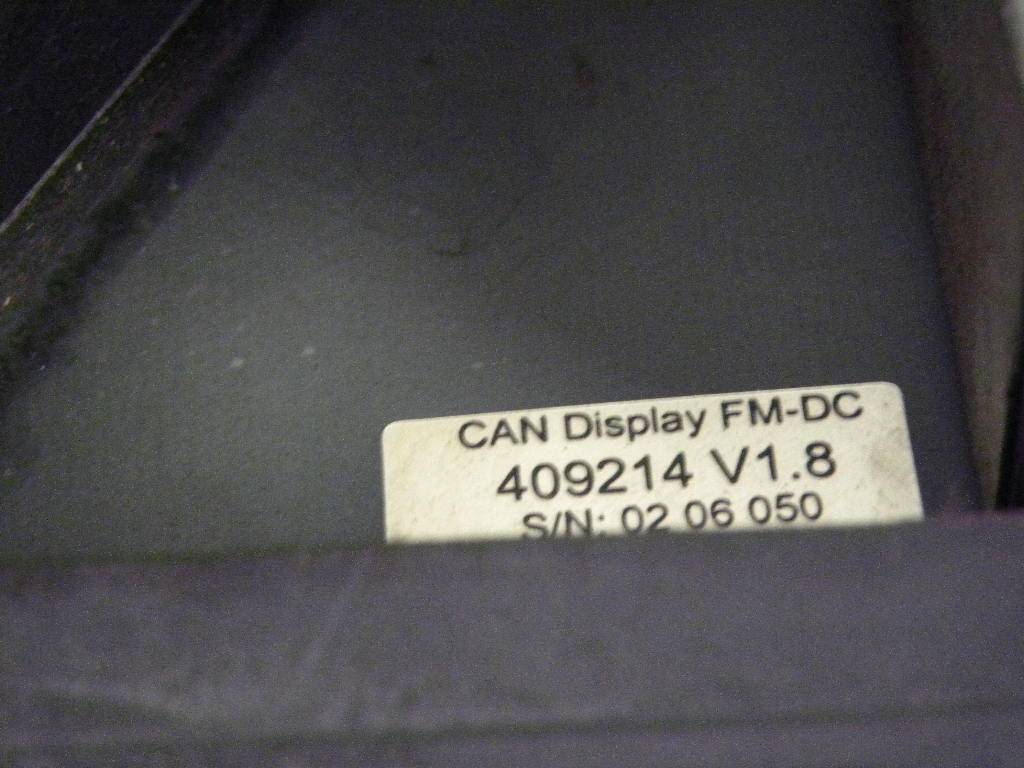 CAN Display FM-DC
409214 V1.8
S/N: 02 06 050